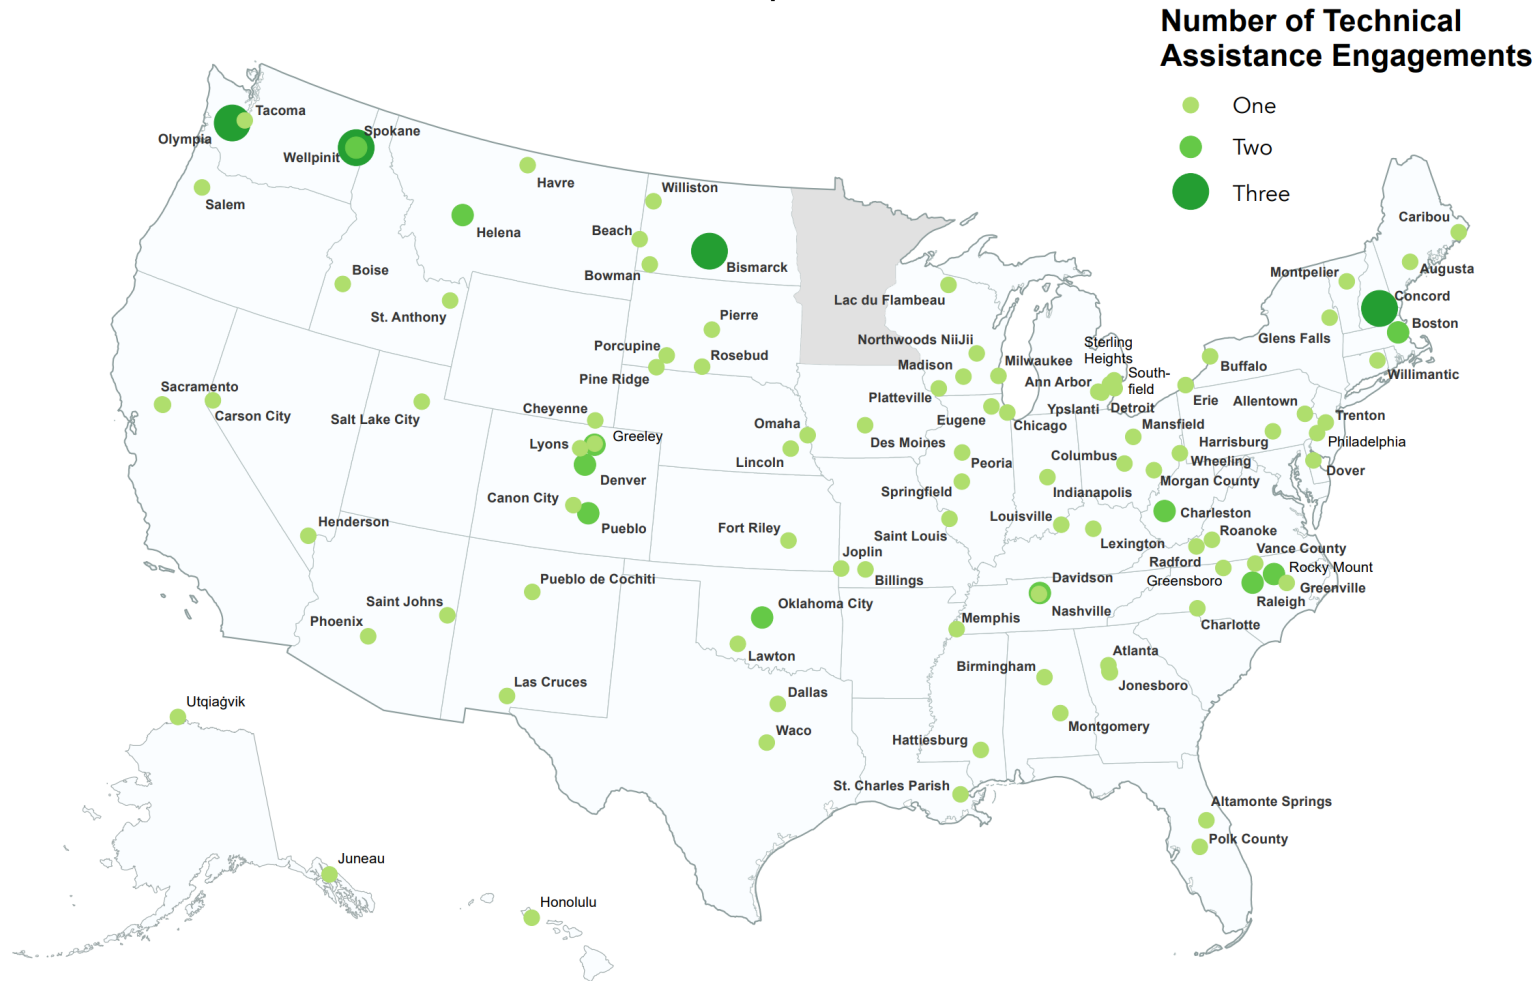 Number of Technical
Assistance Engagements
One
Two
Three
Tacoma
Olympia
Spokane
Wellpinit
Salem
Havre
Helena
Williston
Beach
Bowman
Bismarck
Boise
St. Anthony
Pierre
Porcupine
Rosebud
Pine Ridge
Sacramento
Carson City
Salt Lake City
Cheyenne
Lyons
Greeley
Denver
Canon City
Pueblo
Omaha
Lincoln
Henderson
Fort Riley
Pueblo de Cochiti
Saint Johns
Phoenix
Las Cruces
Oklahoma City
Lawton
Dallas
Waco
Lac du Flambeau
Northwoods NiiJii
Madison
Milwaukee
Platteville
Eugene
Chicago
Des Moines
Peoria
Springfield
Saint Louis
Joplin
Billings
Sterling
Heights
South-
field
Ann Arbor
Ypslanti
Detroit
Mansfield
Columbus
Wheeling
Morgan County
Indianapolis
Louisville
Lexington
Charleston
Roanoke
Radford
Vance County
Greensboro
Rocky Mount
Greenville
Raleigh
Charlotte
Davidson
Nashville
Memphis
Birmingham
Atlanta
Jonesboro
Montgomery
Hattiesburg
St. Charles Parish
Altamonte Springs
Polk County
Caribou
Augusta
Montpelier
Concord
Boston
Glens Falls
Willimantic
Buffalo
Erie
Allentown
Trenton
Harrisburg
Philadelphia
Dover
Utqiaġvik
Juneau
Honolulu